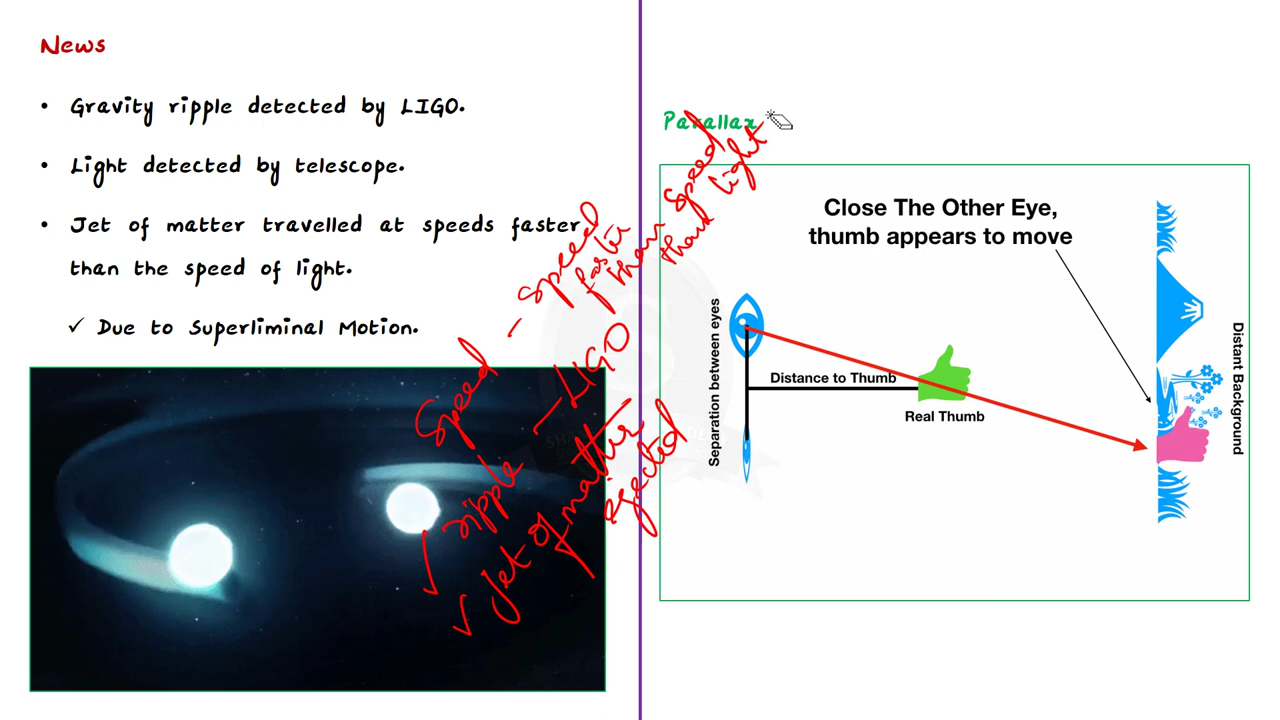 News
• Gravity ripple detected by LIGO.
• Light detected by telescope.
• Jet of matter travelled at speeds faster
than the speed of light.
✓ Due to Superliminal Motion.
Speed - Speed
faster
than speed
than light
✓ ripple - LIGO
✓ Jet of matter
ejected
Parallax
Close The Other Eye,
thumb appears to move
Separation between eyes
Distance to Thumb
Real Thumb
Distant Background